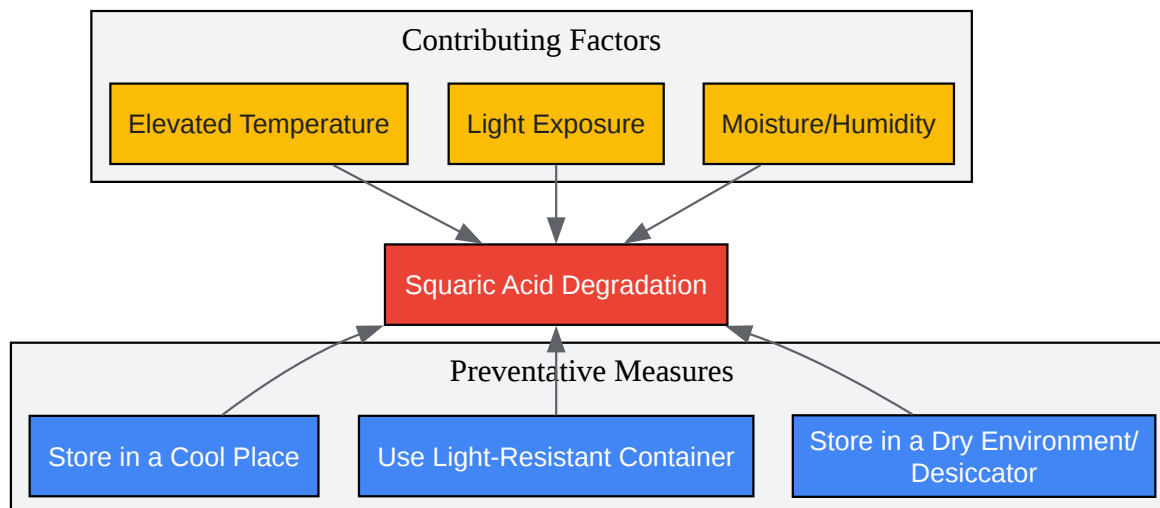 Contributing Factors
Elevated Temperature
Light Exposure
Moisture/Humidity
Squaric Acid Degradation
Preventative Measures
Store in a Cool Place
Use Light-Resistant Container
Store in a Dry Environment/
Desiccator